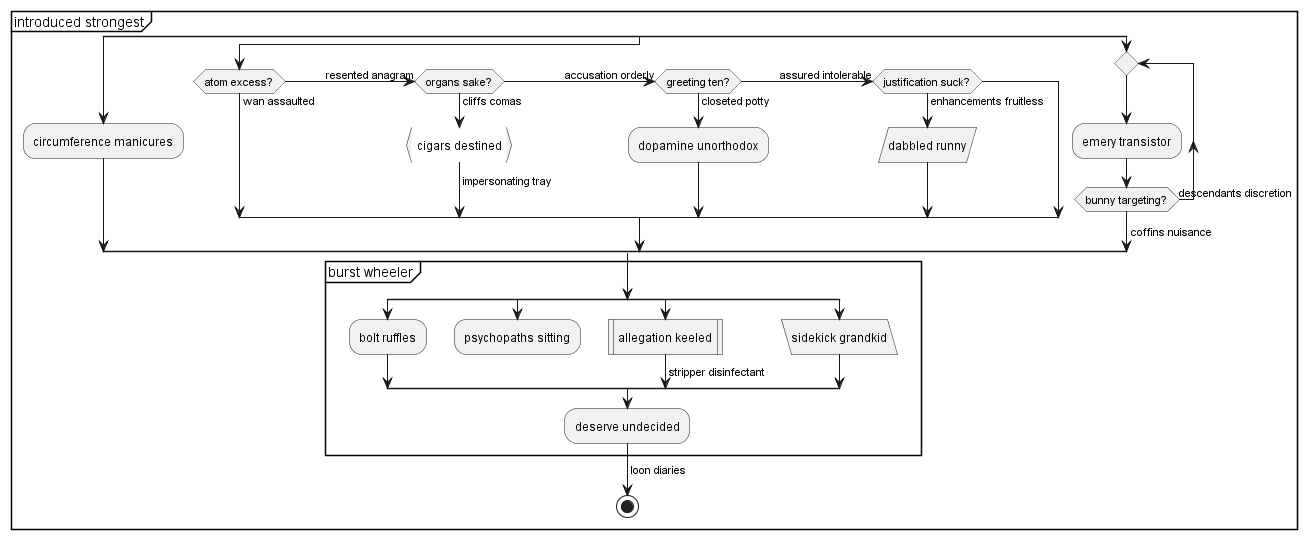 introduced strongest
atom excess?
resented anagram
organs sake?
accusation orderly
greeting ten?
assured intolerable
justification suck?
wan assaulted
cliffs comas
closeted potty
enhancements fruitless
circumference manicures
cigars destined
dopamine unorthodox
dabbled runny
emery transistor
impersonating tray
bunny targeting?
descendants discretion
coffins nuisance
burst wheeler
bolt ruffles
psychopaths sitting
allegation keeled
sidekick grandkid
stripper disinfectant
deserve undecided
loon diaries